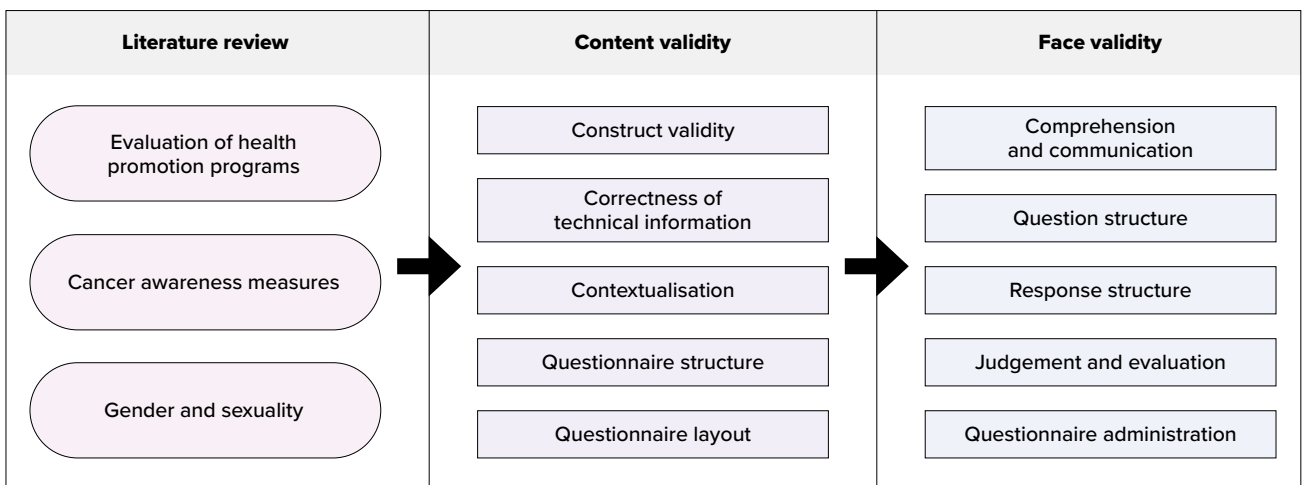 Literature review
Evaluation of health
promotion programs
Cancer awareness measures
Gender and sexuality
Content validity
Construct validity
Correctness of
technical information
Contextualisation
Questionnaire structure
Questionnaire layout
Face validity
Comprehension
and communication
Question structure
Response structure
Judgement and evaluation
Questionnaire administration